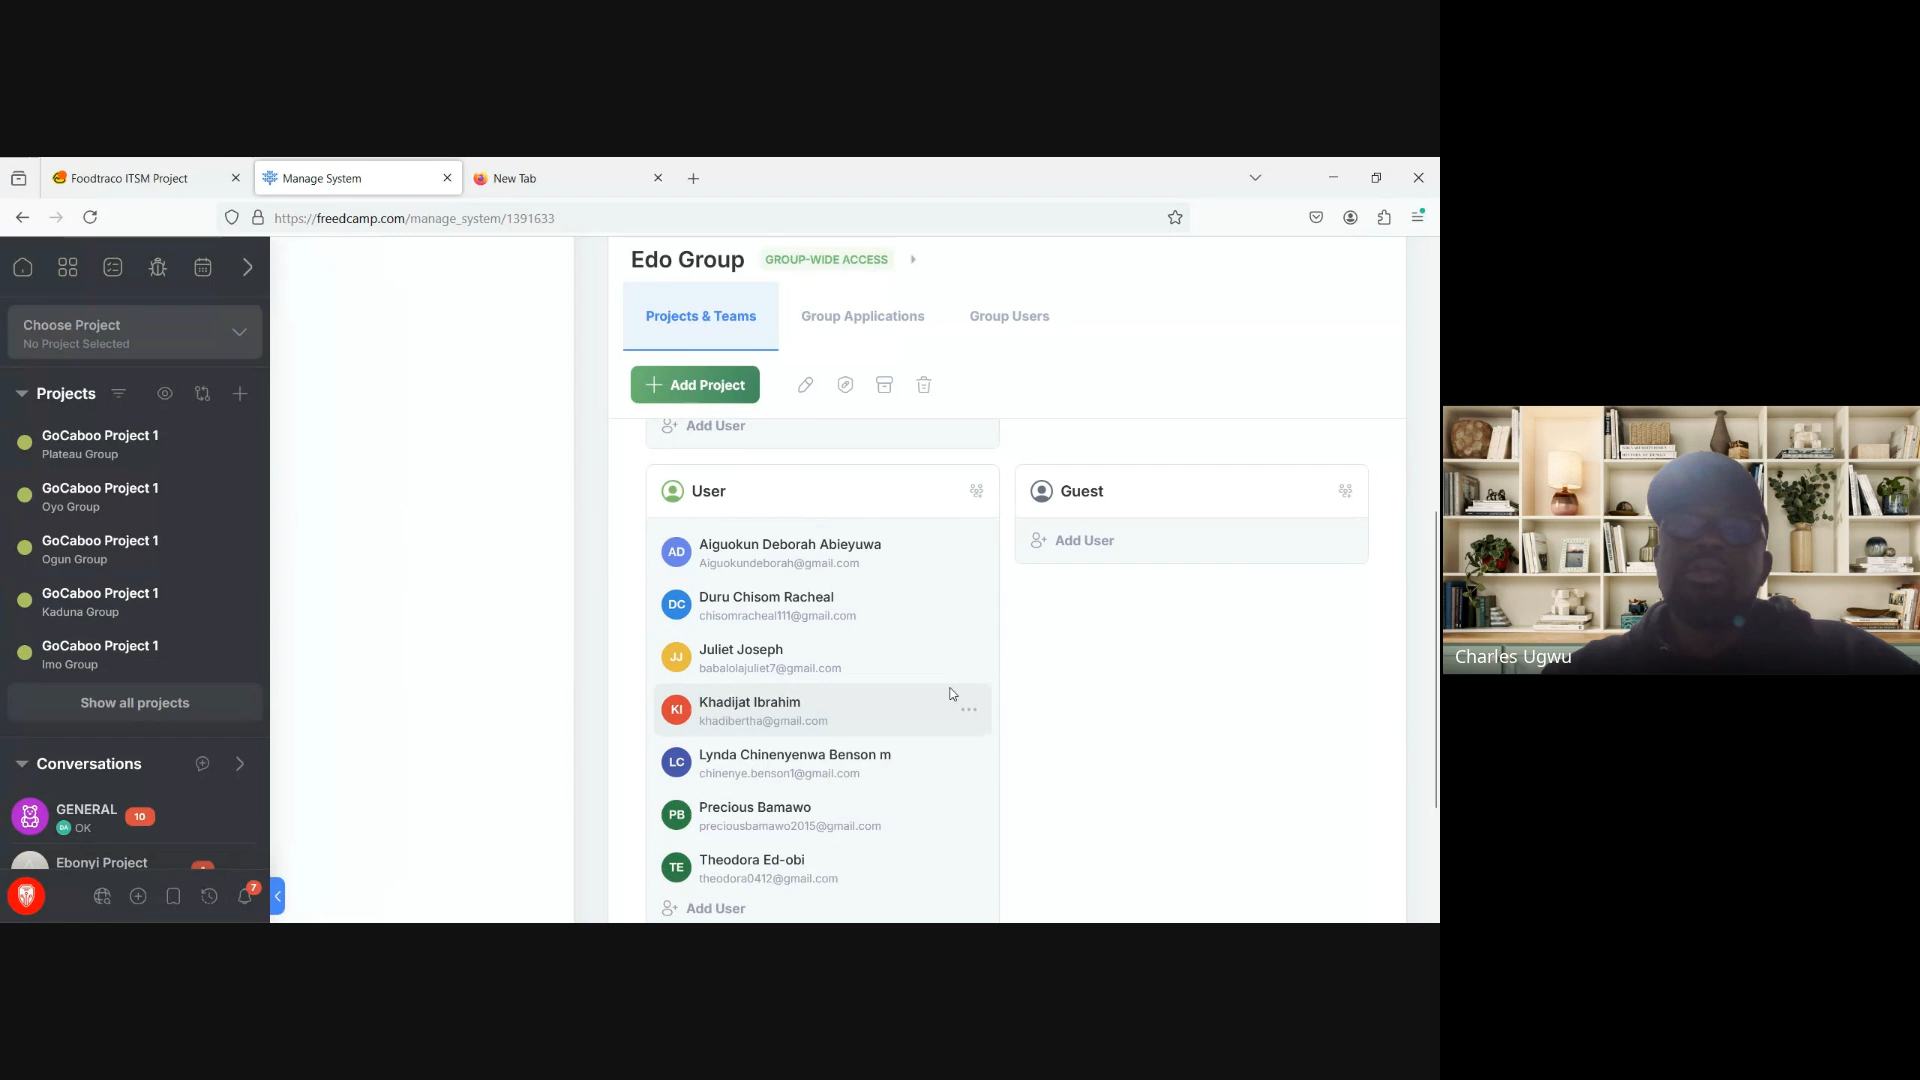 Foodtraco ITSM Project
Manage System
New Tab
https://freedcamp.com/manage_system/1391633
Choose Project
No Project Selected
Projects
GoCaboo Project 1
Plateau Group
GoCaboo Project 1
Oyo Group
GoCaboo Project 1
Ogun Group
GoCaboo Project 1
Kaduna Group
GoCaboo Project 1
Imo Group
Show all projects
Conversations
GENERAL
10
DA OK
Ebonyi Project
7
Edo Group
GROUP-WIDE ACCESS
Projects & Teams
Group Applications
Group Users
Add Project
Add User
User
AD
Aiguokun Deborah Abieyuwa
Aiguokundeborah@gmail.com
DC
Duru Chisom Racheal
chisomracheal111@gmail.com
JJ
Juliet Joseph
babalolajuliet7@gmail.com
KI
Khadijat Ibrahim
khadibertha@gmail.com
LC
Lynda Chinenyenwa Benson m
chinenye.benson1@gmail.com
PB
Precious Bamawo
preciousbamawo2015@gmail.com
TE
Theodora Ed-obi
theodora0412@gmail.com
Add User
Guest
Add User
Charles Ugwu